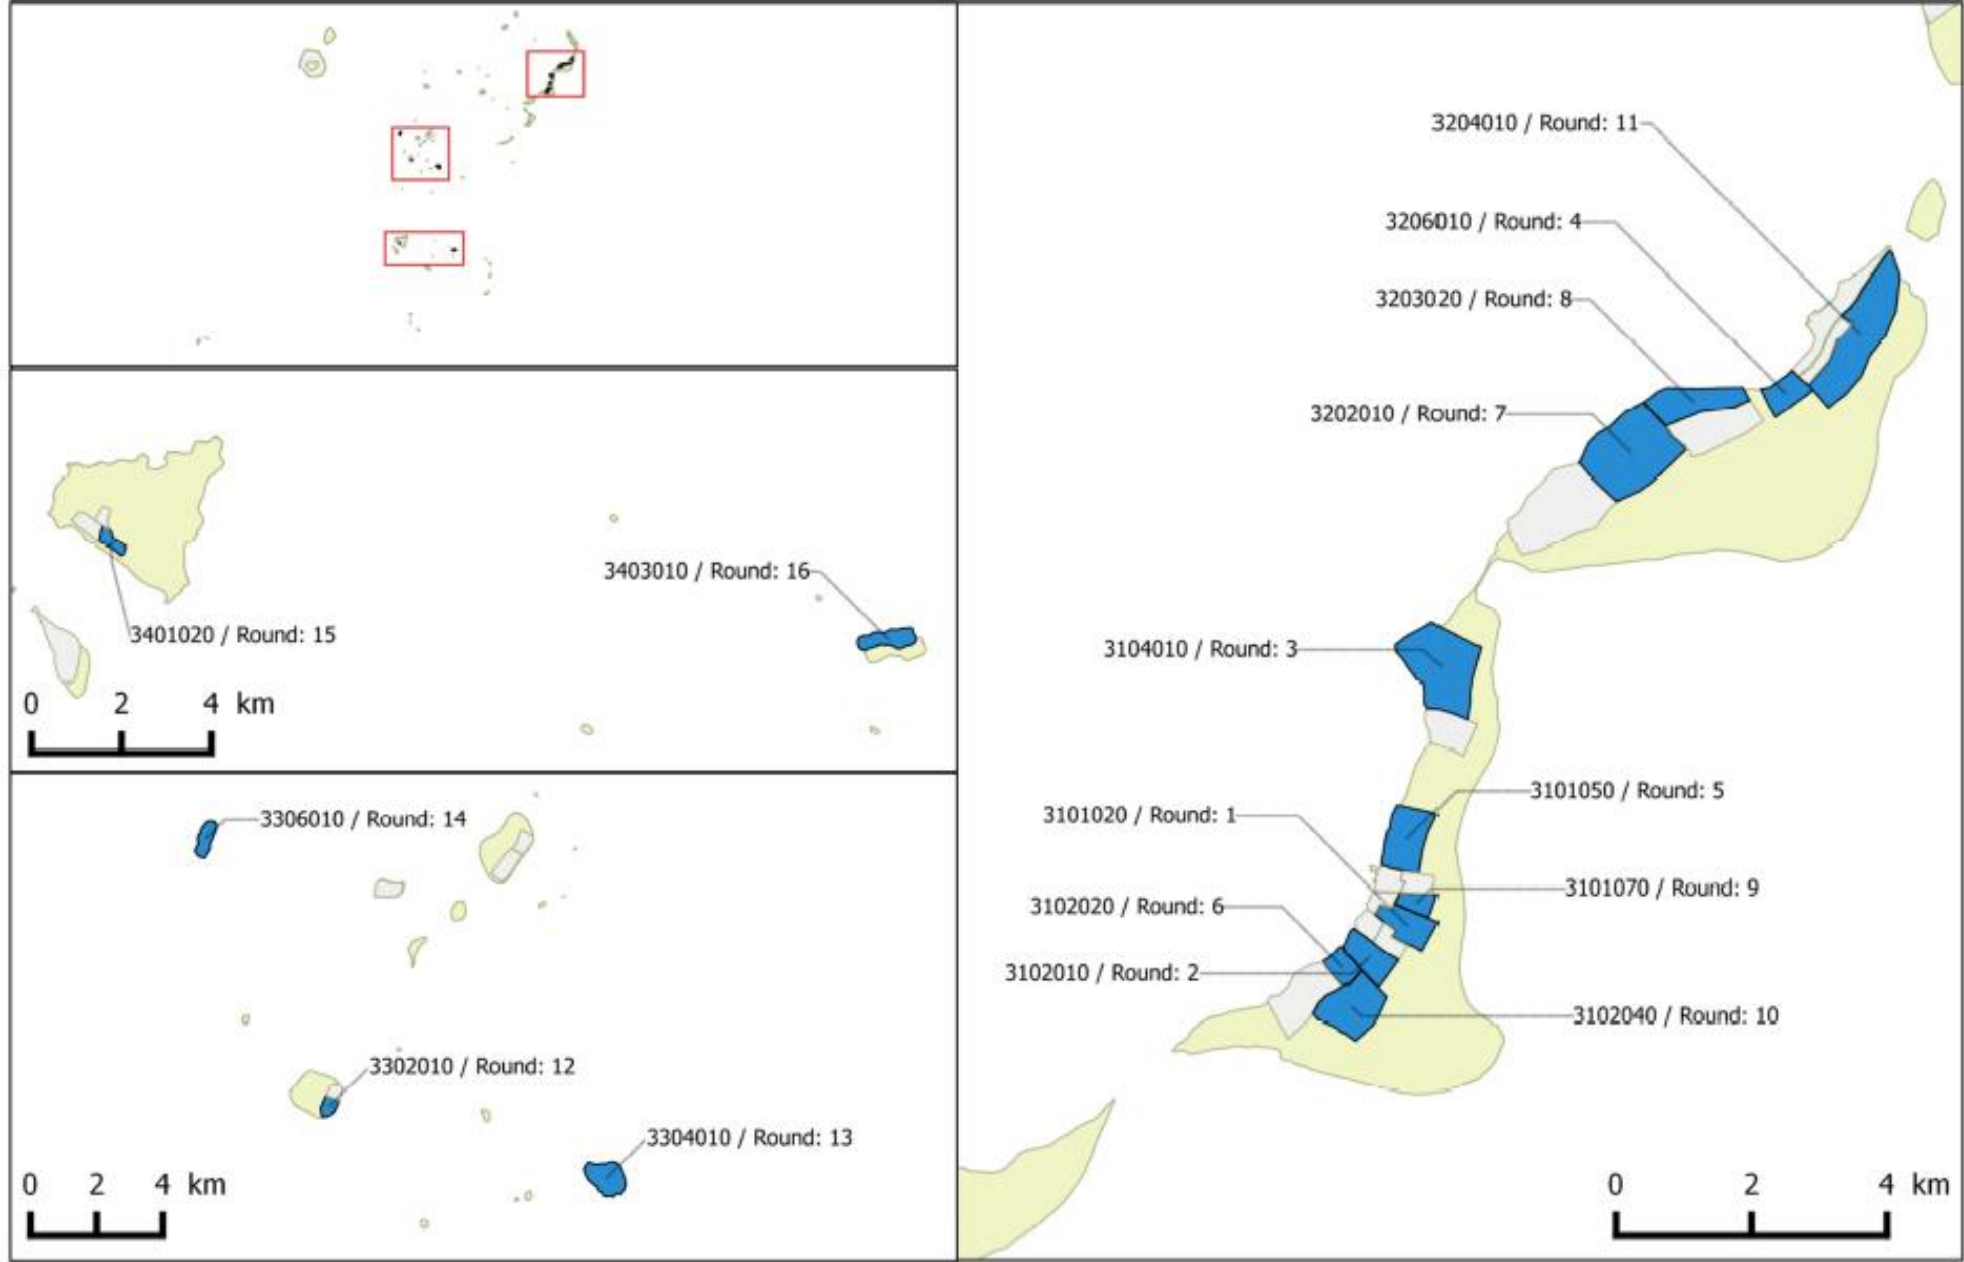 3401020 / Round: 15
3403010 / Round: 16
0 2 4 km
3306010 / Round: 14
3302010 / Round: 12
3304010 / Round: 13
0 2 4 km
3204010 / Round: 11
3206010 / Round: 4
3203020 / Round: 8
3202010 / Round: 7
3104010 / Round: 3
3101050 / Round: 5
3101020 / Round: 1
3101070 / Round: 9
3102020 / Round: 6
3102010 / Round: 2
3102040 / Round: 10
0 2 4 km